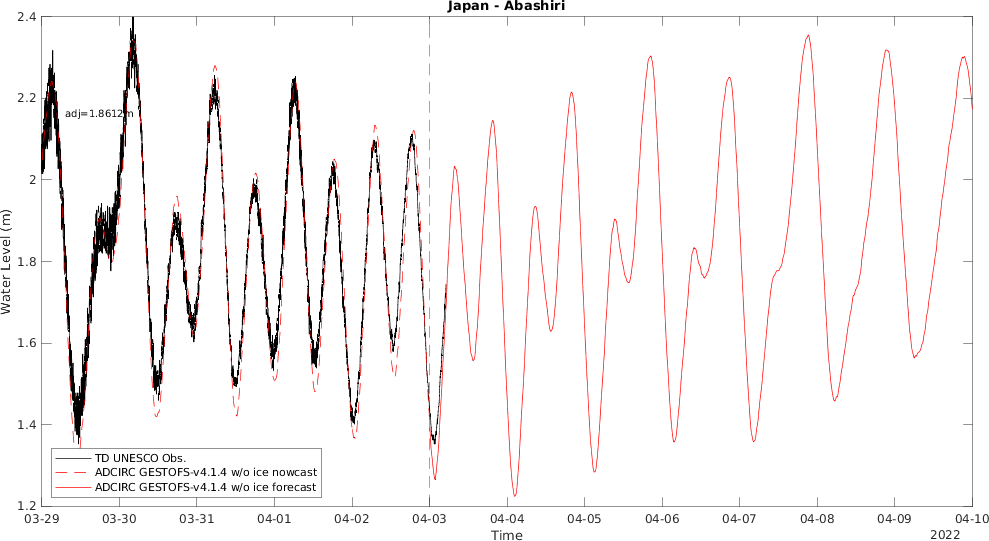 Japan - Abashiri
2.4
2.2
2
1.8
1.6
1.4
1.2
Water Level (m)
adj=1.8612m
TD UNESCO Obs.
ADCIRC GESTOFS-v4.1.4 w/o ice nowcast
ADCIRC GESTOFS-v4.1.4 w/o ice forecast
03-29 03-30 03-31 04-01 04-02 04-03 04-04 04-05 04-06 04-07 04-08 04-09 04-10
Time
2022